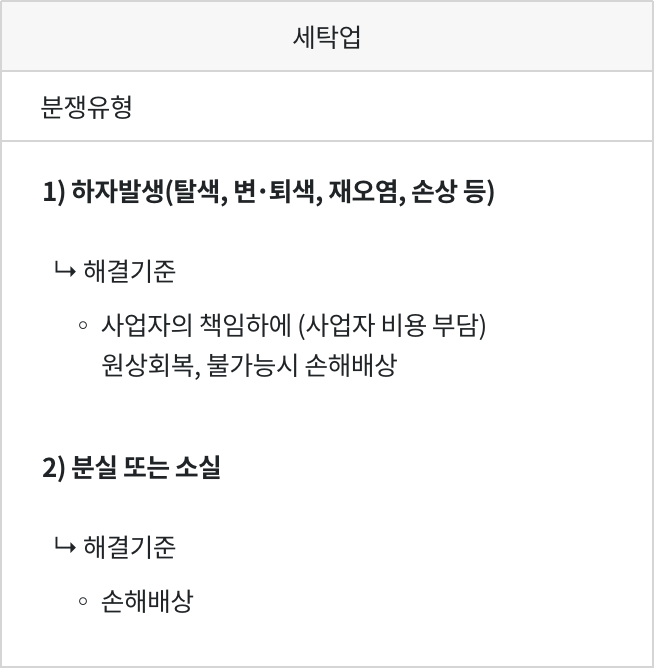 세탁업
분쟁유형
1) 하자발생(탈색, 변·퇴색, 재오염, 손상 등)
↳ 해결기준
◦ 사업자의 책임하에 (사업자 비용 부담)
원상회복, 불가능시 손해배상
2) 분실 또는 소실
↳ 해결기준
◦ 손해배상